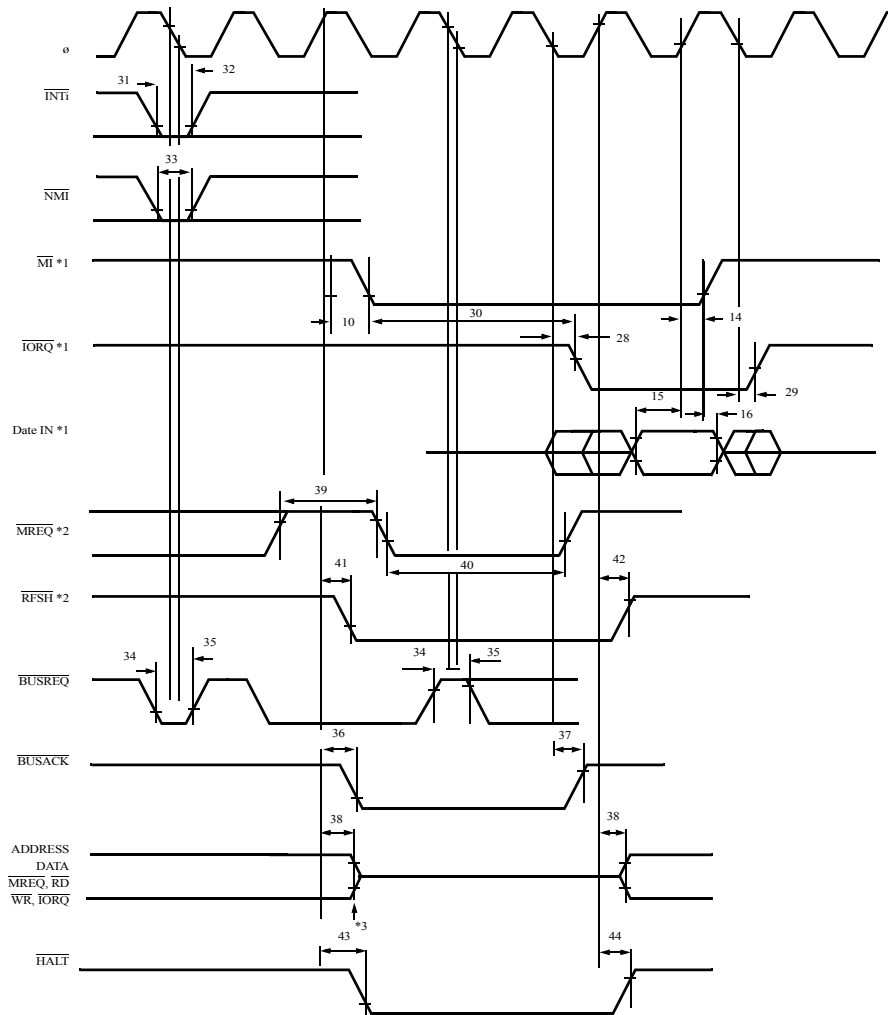 ø
31
32
INTi
33
NMI
MI *1
10
30
14
IORQ *1
28
29
15
16
Date IN *1
39
MREQ *2
40
41
42
RFSH *2
34
35
34
35
BUSREQ
36
37
BUSACK
38
38
ADDRESS
DATA
MREQ, RD
WR, IORQ
*3
43
44
HALT